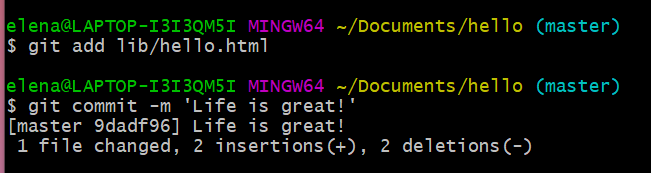 elena@LAPTOP-I3I3QM5I MINGW64 ~/Documents/hello (master)
$ git add lib/hello.html
elena@LAPTOP-I3I3QM5I MINGW64 ~/Documents/hello (master)
$ git commit -m 'Life is great!'
[master 9dadf96] Life is great!
 1 file changed, 2 insertions(+), 2 deletions(-)